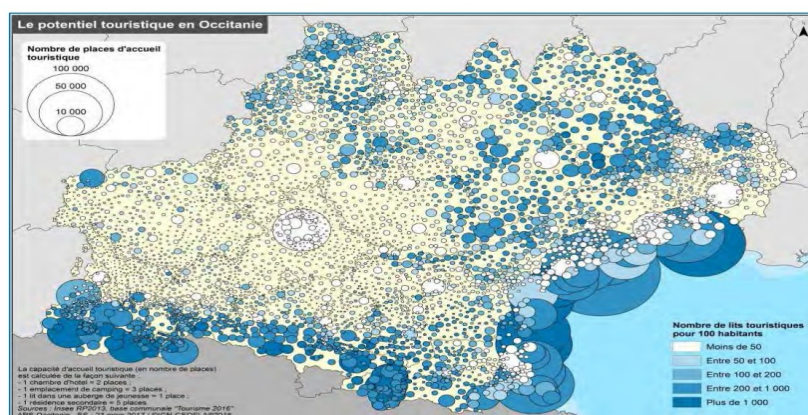 Le potentiel touristique en Occitanie
Nombre de places d'accueil
touristique
100 000
50 000
10 000
Nombre de lits touristiques
pour 100 habitants
Moins de 50
Entre 50 et 100
Entre 100 et 200
Entre 200 et 1 000
Plus de 1 000
La capacité d'accueil touristique (en nombre de places)
est calculée de la façon suivante :
- 1 chambre d'hotel = 2 places ;
- 1 emplacement de camping = 3 places ;
- 1 lit dans une auberge de jeunesse = 1 place ;
- 1 résidence secondaire = 5 places.
Sources : Insee RP2013, base communale "Tourisme 2016"